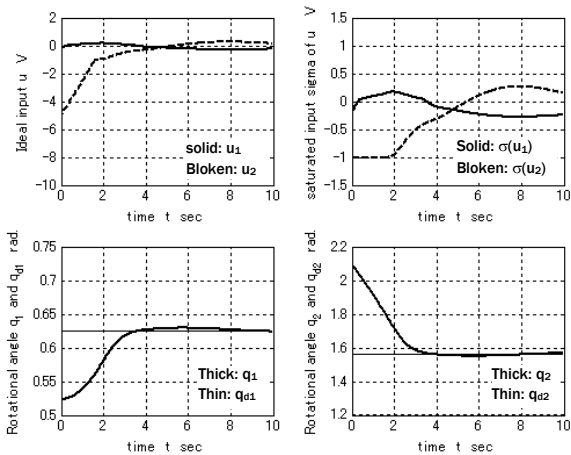 Ideal input u V
2
0
-2
-4
-6
-8
-10
0 2 4 6 8 10
time t sec
solid: u1
Bloken: u2
saturated input sigma of u V
1.5
1
0.5
0
-0.5
-1
-1.5
0 2 4 6 8 10
time t sec
Solid: σ(u1)
Bloken: σ(u2)
Rotational angle q1 and qd1 rad.
0.75
0.7
0.65
0.6
0.55
0.5
0 2 4 6 8 10
time t sec
Thick: q1
Thin: qd1
Rotational angle q2 and qd2 rad.
2.2
2
1.8
1.6
1.4
1.2
0 2 4 6 8 10
time t sec
Thick: q2
Thin: qd2